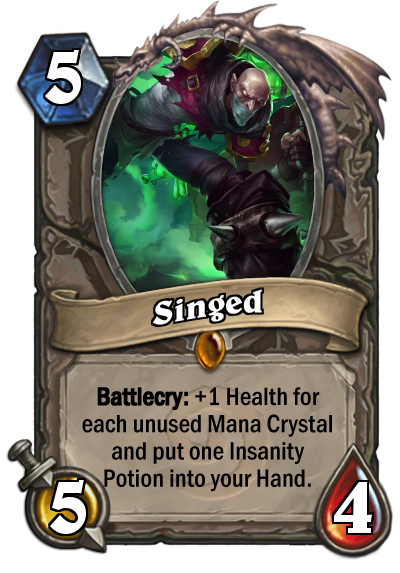 5
Singed
Battlecry: +1 Health for
each unused Mana Crystal
and put one Insanity
Potion into your Hand.
5
4